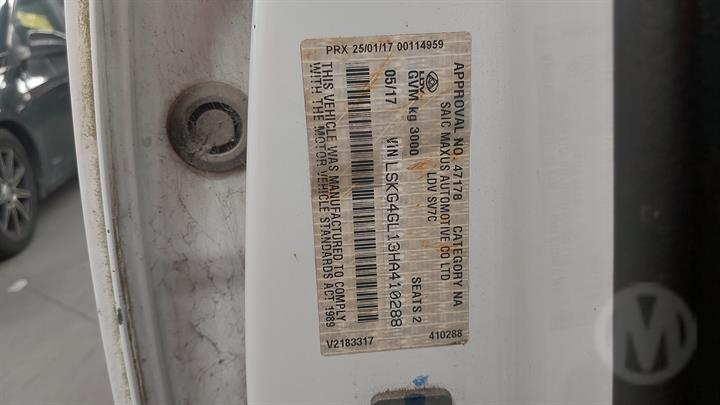 PRX 25/01/17 00114959
APPROVAL NO. 47178 CATEGORY NA
SAIC MAXUS AUTOMOTIVE CO LTD
LDV SV7C
LDV
GVM kg 3000 SEATS 2
05/17 VIN LSKG4GL13HA410288
THIS VEHICLE WAS MANUFACTURED TO COMPLY
WITH THE MOTOR VEHICLE STANDARDS ACT 1989
V2183317 410288
M